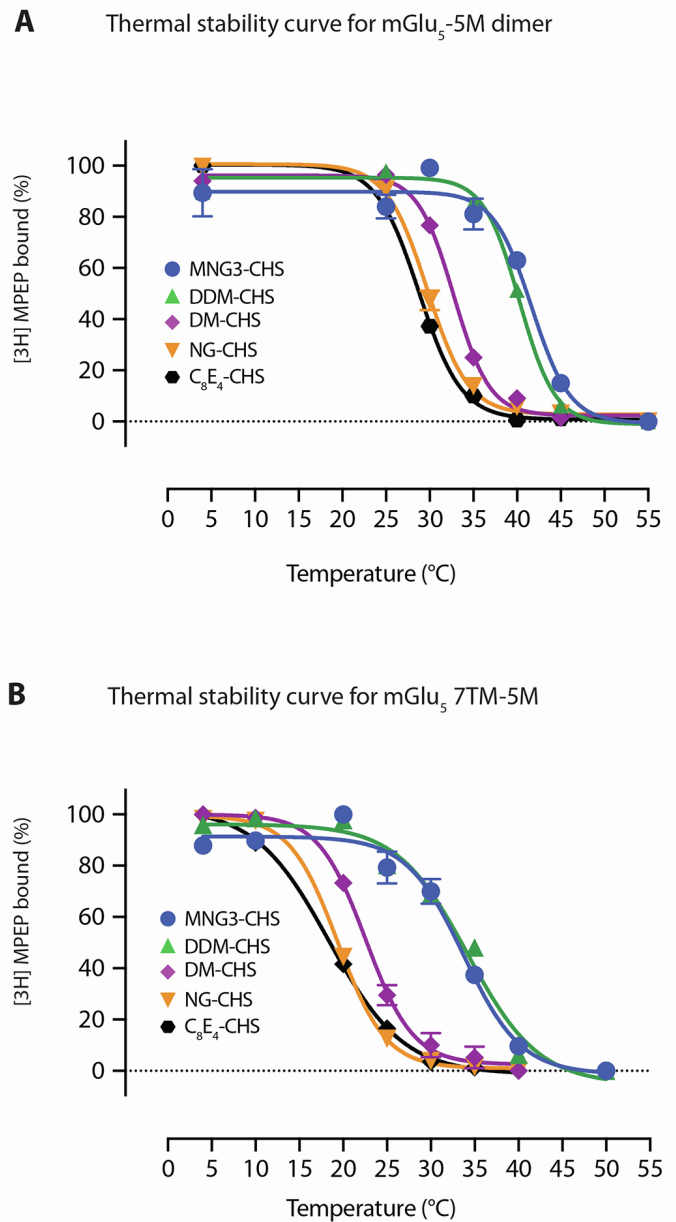 A
Thermal stability curve for mGlu5-5M dimer
[3H] MPEP bound (%)
100
80
60
40
20
0
MNG3-CHS
DDM-CHS
DM-CHS
NG-CHS
C8E4-CHS
0 5 10 15 20 25 30 35 40 45 50 55
Temperature (°C)
B
Thermal stability curve for mGlu5 7TM-5M
[3H] MPEP bound (%)
100
80
60
40
20
0
MNG3-CHS
DDM-CHS
DM-CHS
NG-CHS
C8E4-CHS
0 5 10 15 20 25 30 35 40 45 50 55
Temperature (°C)